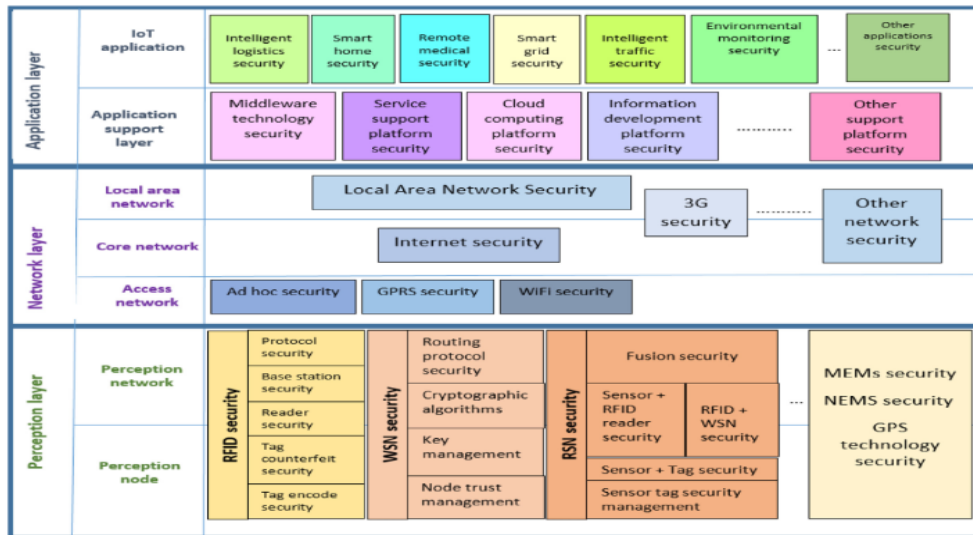 Application layer
IoT
application
Intelligent
logistics
security
Smart
home
security
Remote
medical
security
Smart
grid
security
Intelligent
traffic
security
Environmental
monitoring
security
...
Other
applications
security
Application
support
layer
Middleware
technology
security
Service
support
platform
security
Cloud
computing
platform
security
Information
development
platform
security
..........
Other
support
platform
security
Network layer
Local area
network
Local Area Network Security
3G
security
..........
Other
network
security
Core network
Internet security
Access
network
Ad hoc security
GPRS security
WiFi security
Perception layer
Perception
network
Perception
node
RFID security
Protocol
security
Base station
security
Reader
security
Tag
counterfeit
security
Tag encode
security
WSN security
Routing
protocol
security
Cryptographic
algorithms
Key
management
Node trust
management
RSN security
Fusion security
Sensor +
RFID
reader
security
RFID +
WSN
security
Sensor + Tag security
Sensor tag security
management
...
MEMs security
NEMS security
GPS
technology
security